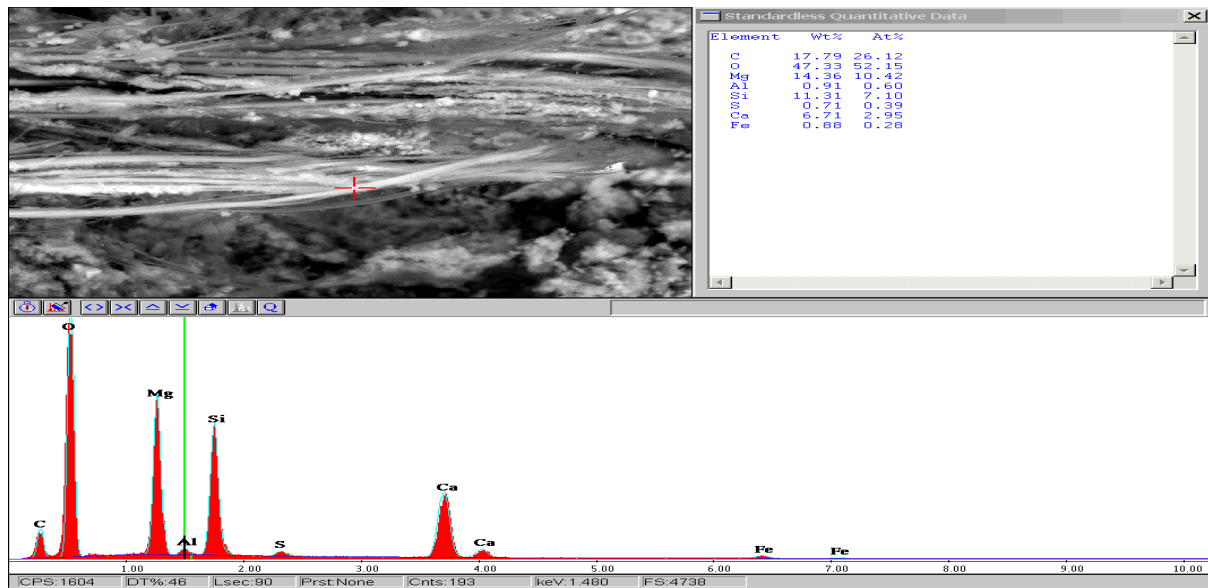 Standardless Quantitative Data
Element Wt% At%
C 17.79 26.12
O 47.33 52.15
Mg 14.36 10.42
Al 0.91 0.60
Si 11.31 7.10
S 0.71 0.39
Ca 6.71 2.95
Fe 0.88 0.28
Q
O
Mg
Si
Ca
C
Al
S
Ca
Fe
Fe
1.00 2.00 3.00 4.00 5.00 6.00 7.00 8.00 9.00 10.00
CPS:1604 DT%:46 Lsec:90 Prst:None Cnts:193 keV:1.480 FS:4738